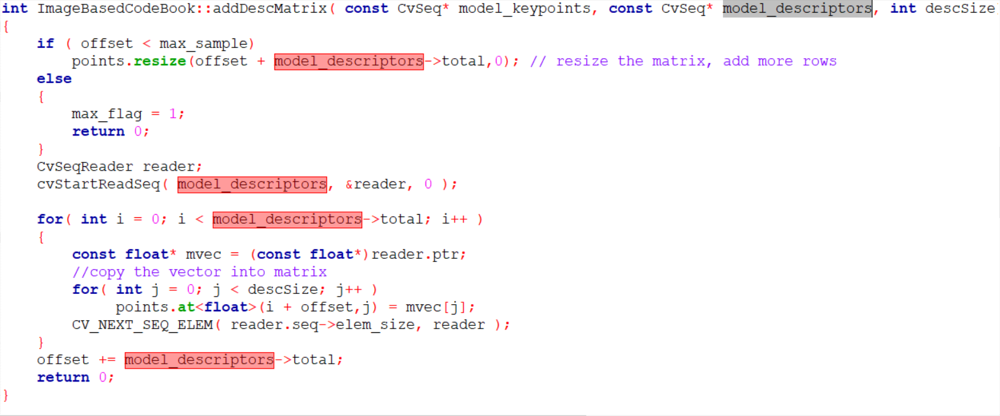 int ImageBasedCodeBook::addDescMatrix( const CvSeq* model_keypoints, const CvSeq* model_descriptors, int descSize
{
    if ( offset < max_sample)
        points.resize(offset + model_descriptors->total,0); // resize the matrix, add more rows
    else
    {
        max_flag = 1;
        return 0;
    }
    CvSeqReader reader;
    cvStartReadSeq( model_descriptors, &reader, 0 );

    for( int i = 0; i < model_descriptors->total; i++ )
    {
        const float* mvec = (const float*)reader.ptr;
        //copy the vector into matrix
        for( int j = 0; j < descSize; j++ )
             points.at<float>(i + offset,j) = mvec[j];
        CV_NEXT_SEQ_ELEM( reader.seq->elem_size, reader );
    }
    offset += model_descriptors->total;
    return 0;
}